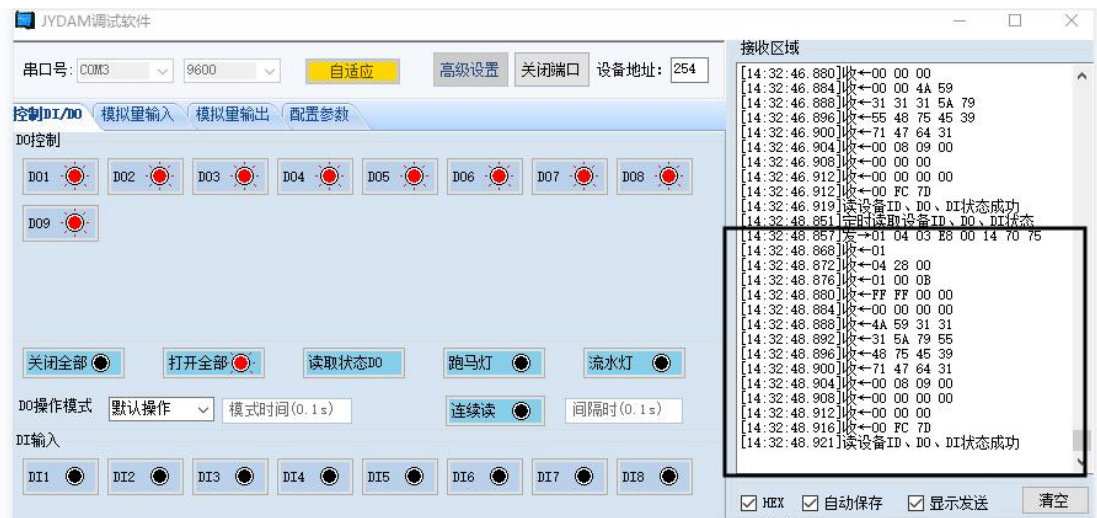 JYDAM调试软件
串口号: COM3 9600 自适应 高级设置 关闭端口 设备地址: 254
控制DI/DO 模拟量输入 模拟量输出 配置参数
DO控制
DO1 DO2 DO3 DO4 DO5 DO6 DO7 DO8
DO9
关闭全部 打开全部 读取状态DO 跑马灯 流水灯
DO操作模式 默认操作 模式时间(0.1s) 连续读 间隔时(0.1s)
DI输入
DI1 DI2 DI3 DI4 DI5 DI6 DI7 DI8
接收区域
[14:32:46.880]收←00 00 00
[14:32:46.884]收←00 00 4A 59
[14:32:46.888]收←31 31 31 5A 79
[14:32:46.896]收←55 48 75 45 39
[14:32:46.900]收←71 47 64 31
[14:32:46.904]收←00 08 09 00
[14:32:46.908]收←00 00 00
[14:32:46.912]收←00 00 00 00
[14:32:46.912]收←00 FC 7D
[14:32:46.919]读设备ID、DO、DI状态成功
[14:32:48.851]定时读取设备ID、DO、DI状态
[14:32:48.857]发→01 04 03 E8 00 14 70 75
[14:32:48.868]收←01
[14:32:48.872]收←04 28 00
[14:32:48.876]收←01 00 0B
[14:32:48.880]收←FF FF 00 00
[14:32:48.884]收←00 00 00 00
[14:32:48.888]收←4A 59 31 31
[14:32:48.892]收←31 5A 79 55
[14:32:48.896]收←48 75 45 39
[14:32:48.900]收←71 47 64 31
[14:32:48.904]收←00 08 09 00
[14:32:48.908]收←00 00 00 00
[14:32:48.912]收←00 00 00
[14:32:48.916]收←00 FC 7D
[14:32:48.921]读设备ID、DO、DI状态成功
HEX 自动保存 显示发送 清空